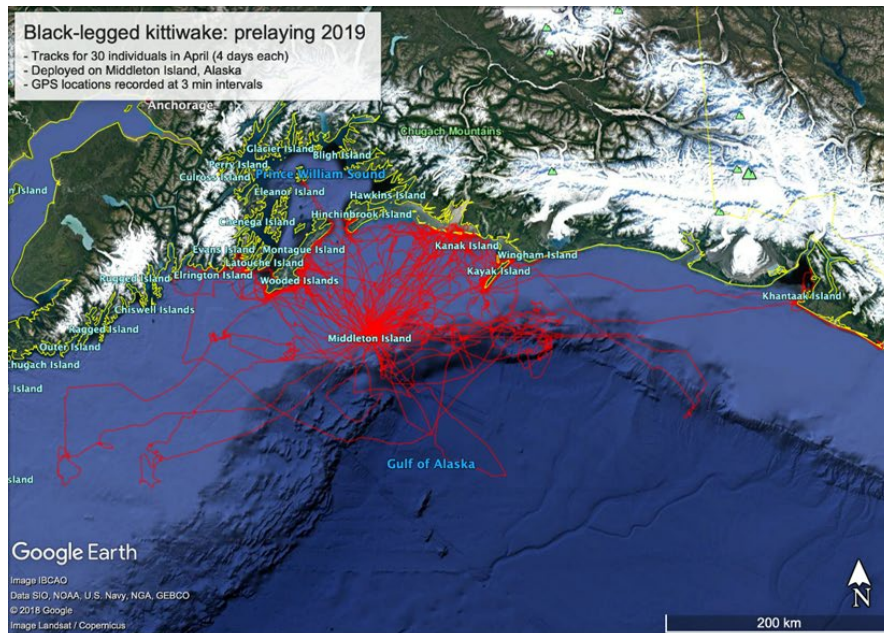 Black-legged kittiwake: prelaying 2019
- Tracks for 30 individuals in April (4 days each)
- Deployed on Middleton Island, Alaska
- GPS locations recorded at 3 min intervals
Anchorage
Chugach Mountains
Glacier Island
Bligh Island
Perry Island
Culross Island
Prince William Sound
Eleanor Island
Hawkins Island
Hinchinbrook Island
Chenega Island
Evans Island
Montague Island
Kanak Island
Latouche Island
Wingham Island
Elrington Island
Kayak Island
Rugged Island
Wooded Islands
Khantaak Island
Chiswell Islands
Ragged Island
Middleton Island
Outer Island
Chugach Island
Island
Gulf of Alaska
Google Earth
Image IBCAO
Data SIO, NOAA, U.S. Navy, NGA, GEBCO
© 2018 Google
Image Landsat / Copernicus
N
200 km